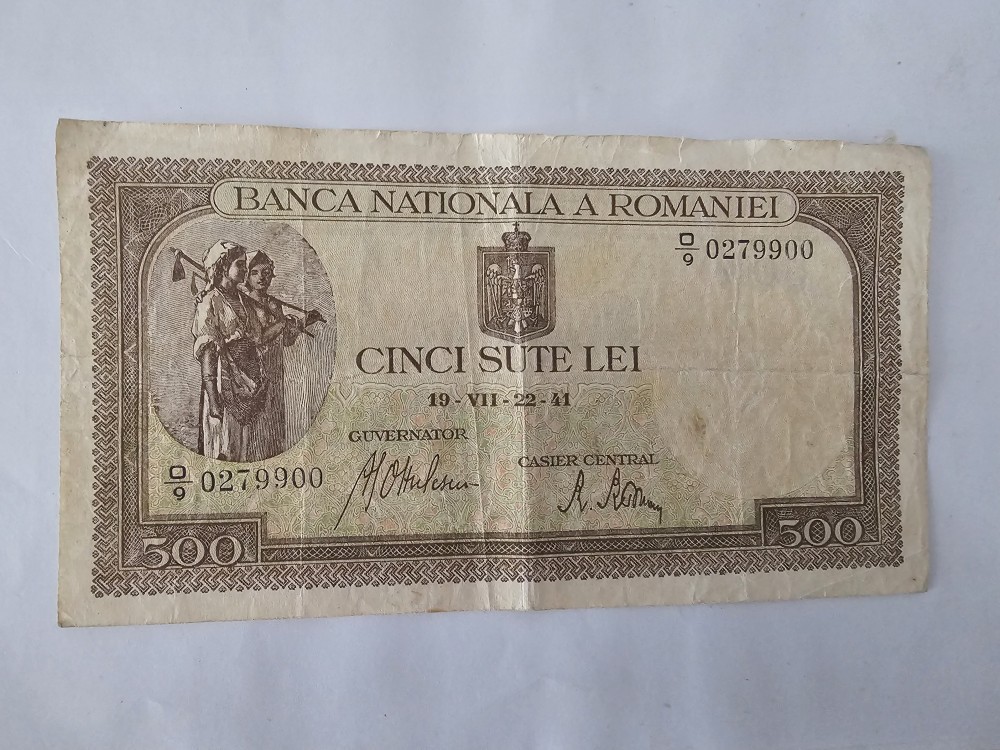 BANCA NATIONALA A ROMANIEI
O/9 0279900
CINCI SUTE LEI
19-VII-22-41
GUVERNATOR
CASIER CENTRAL
O/9 0279900
500
500